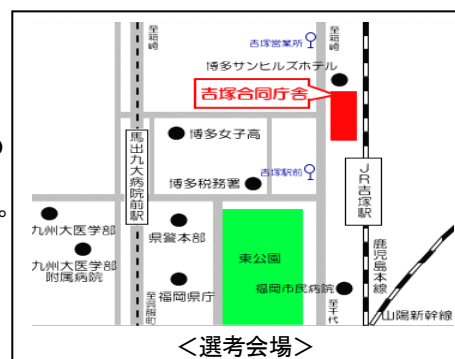 至箱崎
吉塚営業所
至箱崎
博多サンヒルズホテル
吉塚合同庁舎
馬出九大病院前駅
博多女子高
吉塚駅前
JR吉塚駅
博多税務署
。
九州大医学部
県警本部
東公園
鹿児島本線
九州大医学部
附属病院
至呉服町
福岡県庁
福岡市民病院
至千代
山陽新幹線
＜選考会場＞